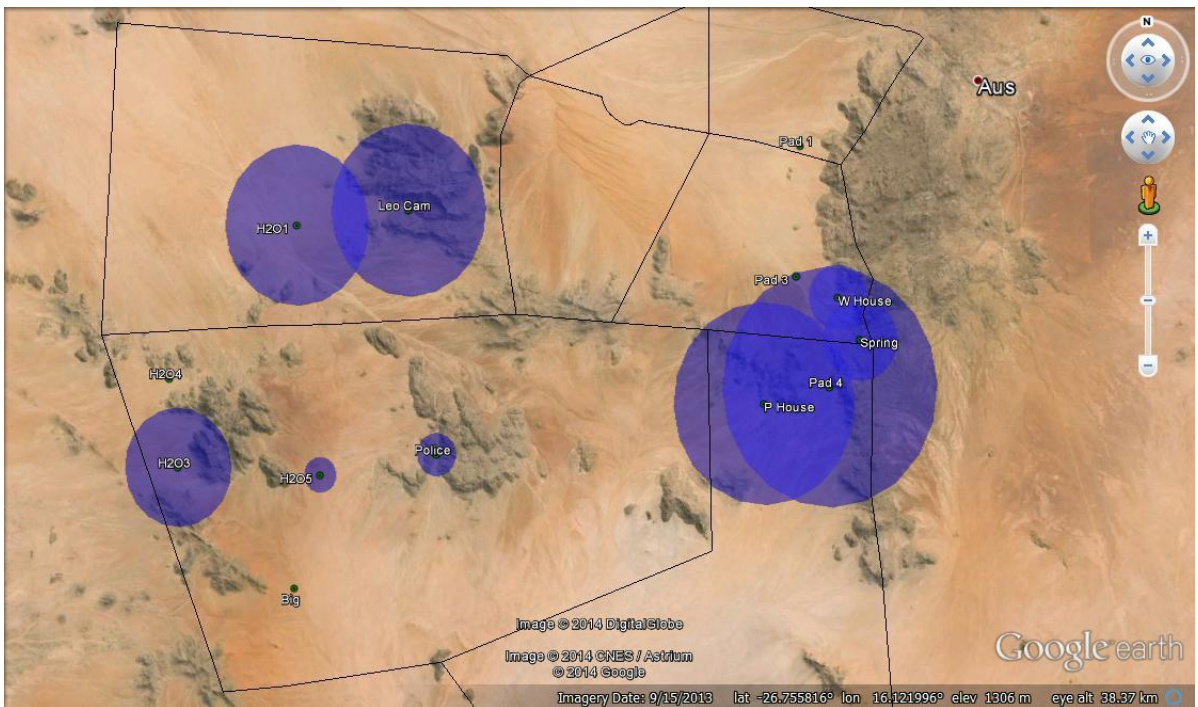 N
Aus
Pad 1
Leo Cam
H2O1
Pad 3
W House
Spring
H2O4
Pad 4
P House
Police
H2O3
H2O5
Big
Image © 2014 DigitalGlobe
Image © 2014 CNES / Astrium
© 2014 Google
Google earth
Imagery Date: 9/15/2013 lat -26.755816° lon 16.121996° elev 1306 m eye alt 38.37 km